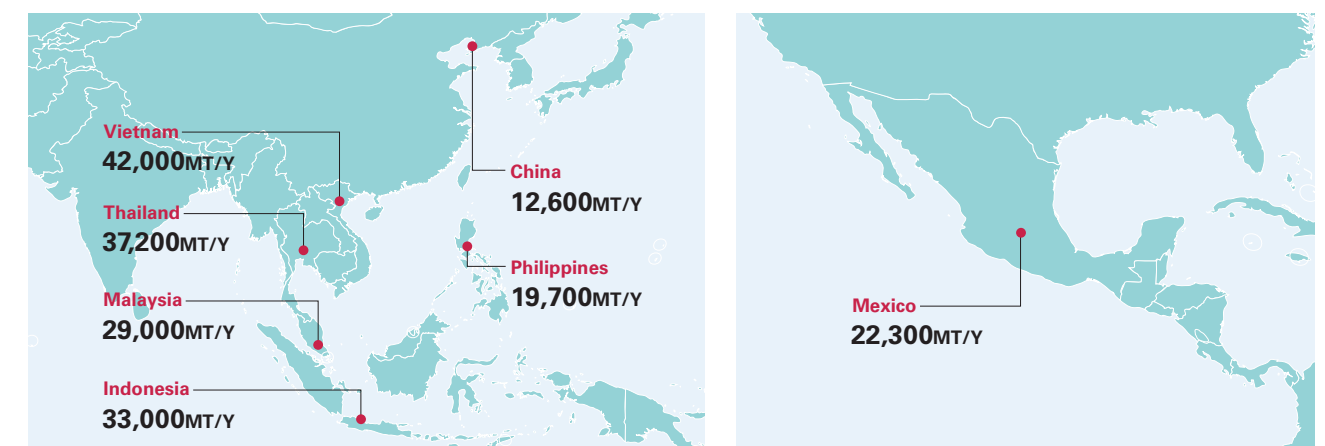 Vietnam
42,000MT/Y
Thailand
37,200MT/Y
Malaysia
29,000MT/Y
Indonesia
33,000MT/Y
China
12,600MT/Y
Philippines
19,700MT/Y
Mexico
22,300MT/Y